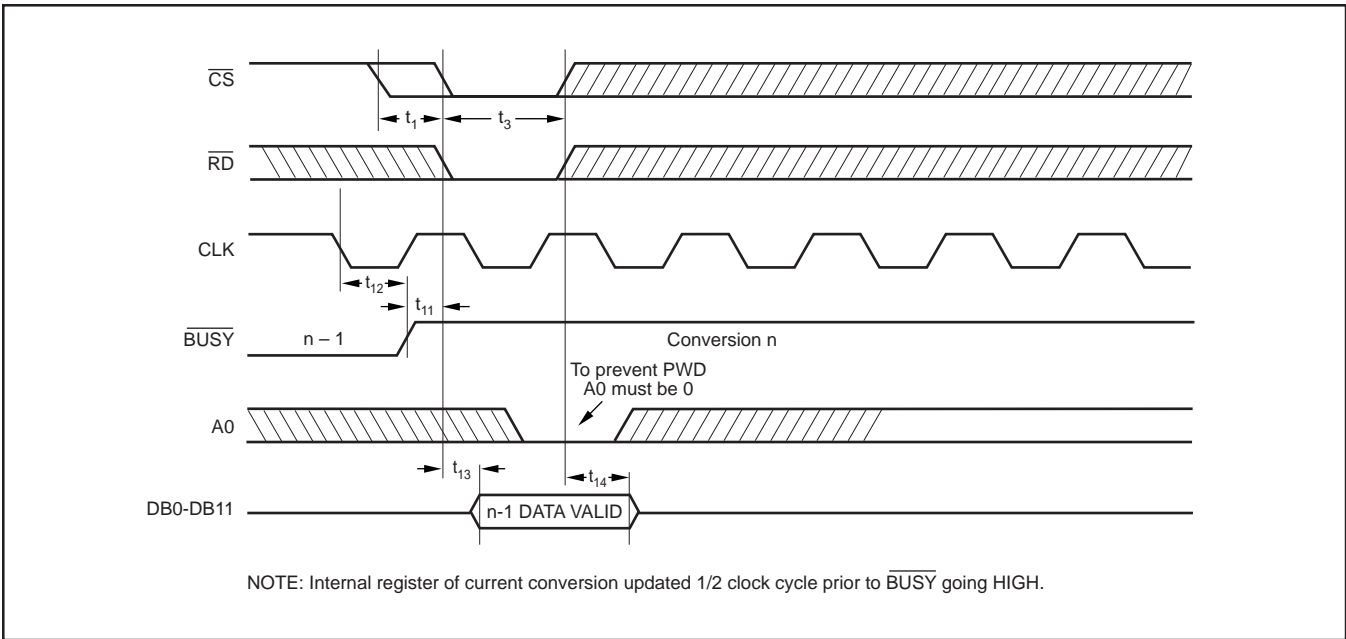 CS
t1
t3
RD
CLK
t12
t11
BUSY
n – 1
Conversion n
To prevent PWD
A0 must be 0
A0
t13
t14
DB0-DB11
n-1 DATA VALID
NOTE: Internal register of current conversion updated 1/2 clock cycle prior to BUSY going HIGH.